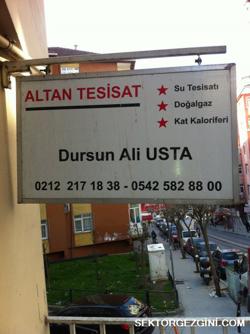 ALTAN TESİSAT
★ Su Tesisatı
★ Doğalgaz
★ Kat Kaloriferi
Dursun Ali USTA
0212 217 18 38 - 0542 582 88 00
SEKTORGEZGINI.COM